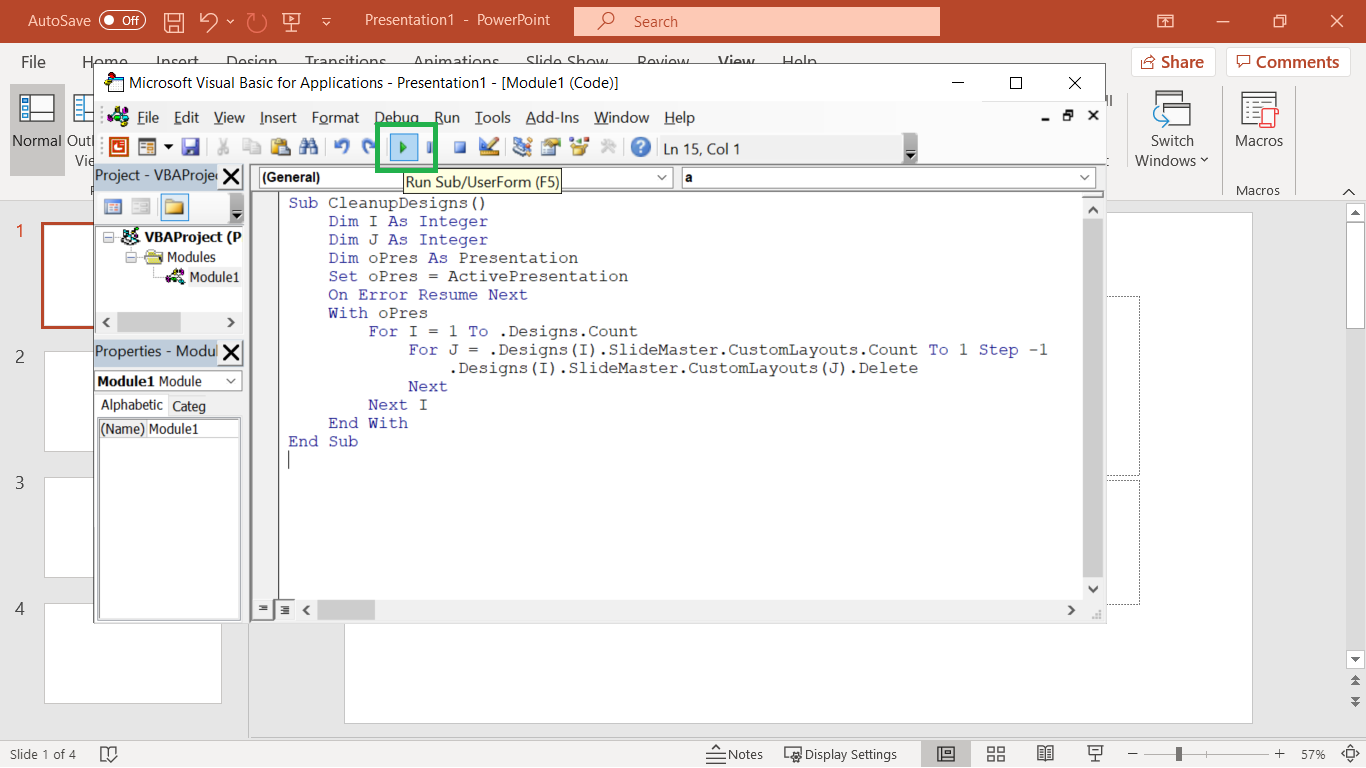 AutoSave Off Presentation1 - PowerPoint Search
File Home Insert Design Transitions Animations Slide Show Review View Help Share Comments
Microsoft Visual Basic for Applications - Presentation1 - [Module1 (Code)]
Normal
Switch Windows
Macros
Macros
File Edit View Insert Format Debug Run Tools Add-Ins Window Help
Ln 15, Col 1
Run Sub/UserForm (F5)
Project - VBAProje
VBAProject (P
Modules
Module1
Properties - Modul
Module1 Module
Alphabetic Categ
(Name) Module1
(General) a
Sub CleanupDesigns()
Dim I As Integer
Dim J As Integer
Dim oPres As Presentation
Set oPres = ActivePresentation
On Error Resume Next
With oPres
For I = 1 To .Designs.Count
For J = .Designs(I).SlideMaster.CustomLayouts.Count To 1 Step -1
.Designs(I).SlideMaster.CustomLayouts(J).Delete
Next
Next I
End With
End Sub
1
2
3
4
Slide 1 of 4 Notes Display Settings 57%